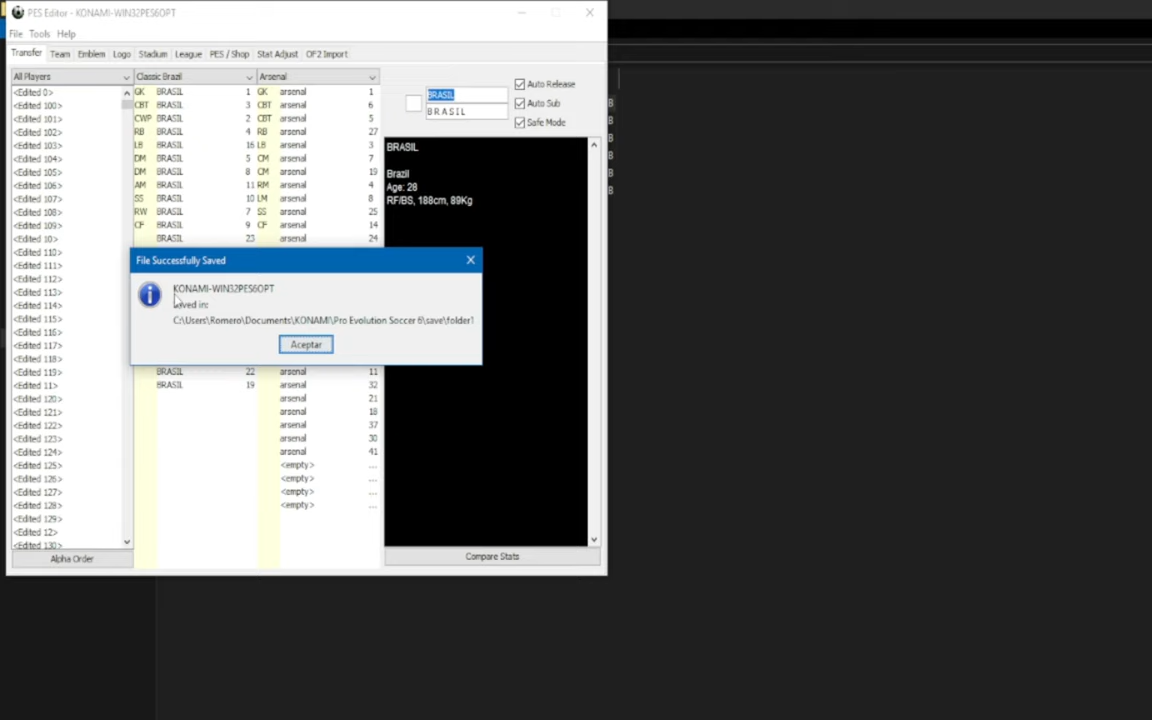 PES Editor - KONAMI-WIN32PES6OPT
File Tools Help
Transfer Team Emblem Logo Stadium League PES / Shop Stat Adjust OF2 Import
All Players Classic Brazil Arsenal
<Edited 0> GK BRASIL 1 GK arsenal 1
<Edited 100> CBT BRASIL 3 CBT arsenal 6
<Edited 101> CWP BRASIL 2 CBT arsenal 5
<Edited 102> RB BRASIL 4 RB arsenal 27
<Edited 103> LB BRASIL 16 LB arsenal 3
<Edited 104> DM BRASIL 5 CM arsenal 7
<Edited 105> DM BRASIL 8 CM arsenal 19
<Edited 106> AM BRASIL 11 RM arsenal 4
<Edited 107> SS BRASIL 10 LM arsenal 8
<Edited 108> RW BRASIL 7 SS arsenal 25
<Edited 109> CF BRASIL 9 CF arsenal 14
<Edited 10> BRASIL 23 arsenal 24
<Edited 110>
<Edited 111>
<Edited 112>
<Edited 113>
<Edited 114>
<Edited 115>
<Edited 116>
<Edited 117>
<Edited 118>
<Edited 119> BRASIL 22 arsenal 11
<Edited 11> BRASIL 19 arsenal 32
<Edited 120> arsenal 21
<Edited 121> arsenal 18
<Edited 122> arsenal 37
<Edited 123> arsenal 30
<Edited 124> arsenal 41
<Edited 125> <empty> ...
<Edited 126> <empty> ...
<Edited 127> <empty> ...
<Edited 128> <empty> ...
<Edited 129>
<Edited 12>
<Edited 130>
Alpha Order
BRASIL
B R A S I L
Auto Release
Auto Sub
Safe Mode
BRASIL
Brazil
Age: 28
RF/BS, 188cm, 89Kg
Compare Stats
File Successfully Saved
KONAMI-WIN32PES6OPT
Saved in:
C:\Users\Romero\Documents\KONAMI\Pro Evolution Soccer 6\save\folder1
Aceptar
B
B
B
B
B
B